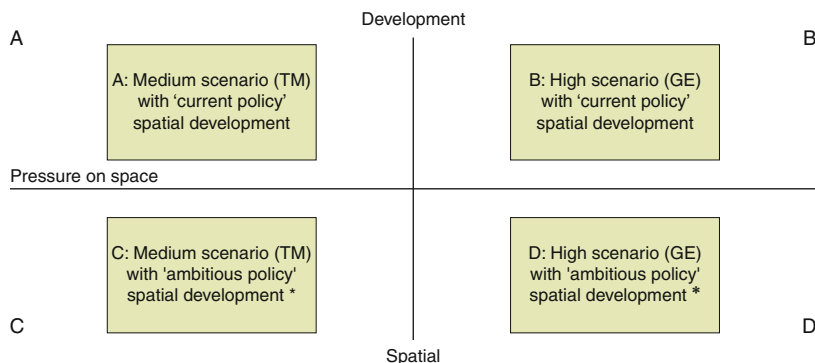 Development
A
B
A: Medium scenario (TM)
with ‘current policy’
spatial development
B: High scenario (GE)
with ‘current policy’
spatial development
Pressure on space
C: Medium scenario (TM)
with 'ambitious policy'
spatial development *
D: High scenario (GE)
with 'ambitious policy'
spatial development *
C
D
Spatial